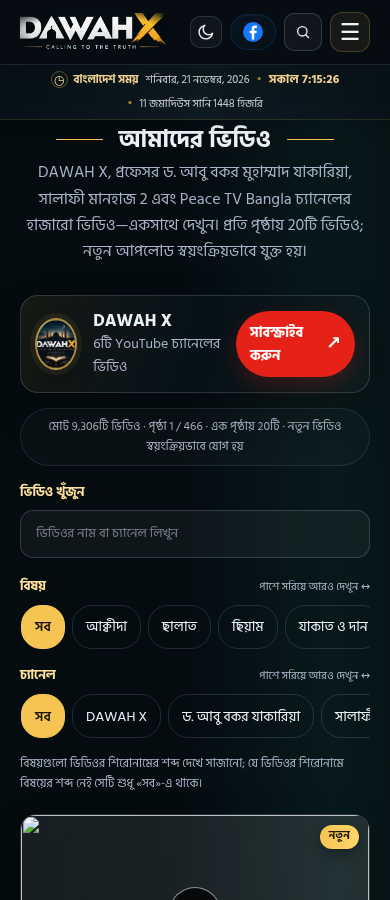 DAWAHX
CALLING TO THE TRUTH
বাংলাদেশ সময় শনিবার, 21 নভেম্বর, 2026 • সকাল 7:15:26
• 11 জমাদিউস সানি 1448 হিজরি
আমাদের ভিডিও
DAWAH X, প্রফেসর ড. আবু বকর মুহাম্মাদ যাকারিয়া,
সালাফী মানহাজ 2 এবং Peace TV Bangla চ্যানেলের
হাজারো ভিডিও—একসাথে দেখুন। প্রতি পৃষ্ঠায় 20টি ভিডিও;
নতুন আপলোড স্বয়ংক্রিয়ভাবে যুক্ত হয়।
DAWAH X
6টি YouTube চ্যানেলের
ভিডিও
সাবস্ক্রাইব
করুন ↗
মোট 9,306টি ভিডিও · পৃষ্ঠা 1 / 466 · এক পৃষ্ঠায় 20টি · নতুন ভিডিও
স্বয়ংক্রিয়ভাবে যোগ হয়
ভিডিও খুঁজুন
ভিডিওর নাম বা চ্যানেল লিখুন
বিষয় পাশে সরিয়ে আরও দেখুন ↔
সব আক্বীদা ছালাত ছিয়াম যাকাত ও দান
চ্যানেল পাশে সরিয়ে আরও দেখুন ↔
সব DAWAH X ড. আবু বকর যাকারিয়া সালাফী
বিষয়গুলো ভিডিওর শিরোনামের শব্দ দেখে সাজানো; যে ভিডিওর শিরোনামে
বিষয়ের শব্দ নেই সেটি শুধু «সব»-এ থাকে।
নতুন